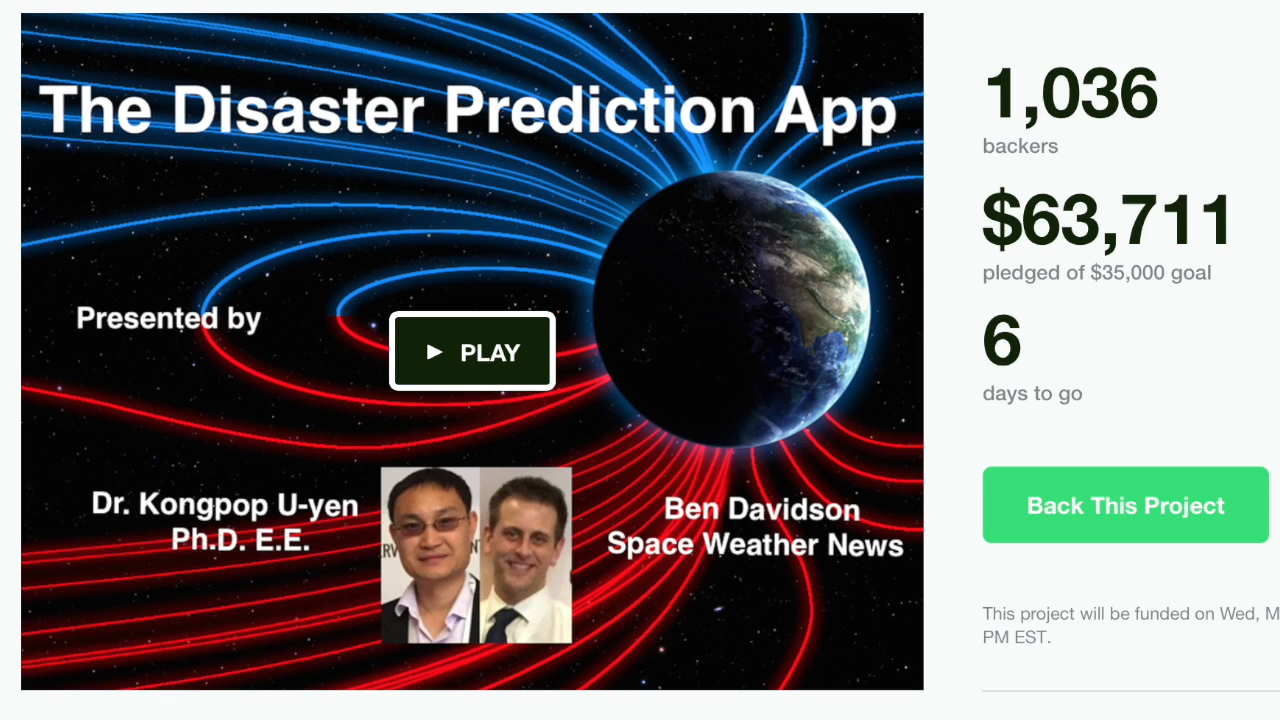 The Disaster Prediction App
Presented by
PLAY
Dr. Kongpop U-yen
Ph.D. E.E.
Ben Davidson
Space Weather News
1,036
backers
$63,711
pledged of $35,000 goal
6
days to go
Back This Project
This project will be funded on Wed, M
PM EST.